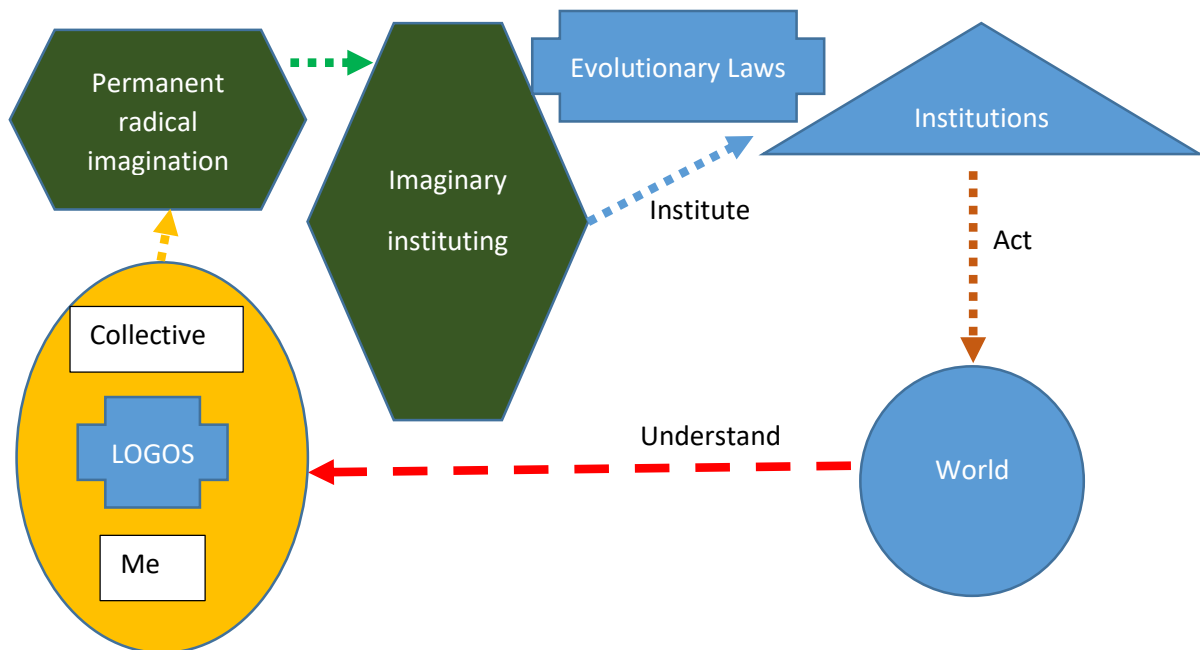 Permanent
radical
imagination
Imaginary
instituting
Evolutionary Laws
Institutions
Institute
Act
Collective
LOGOS
Me
Understand
World